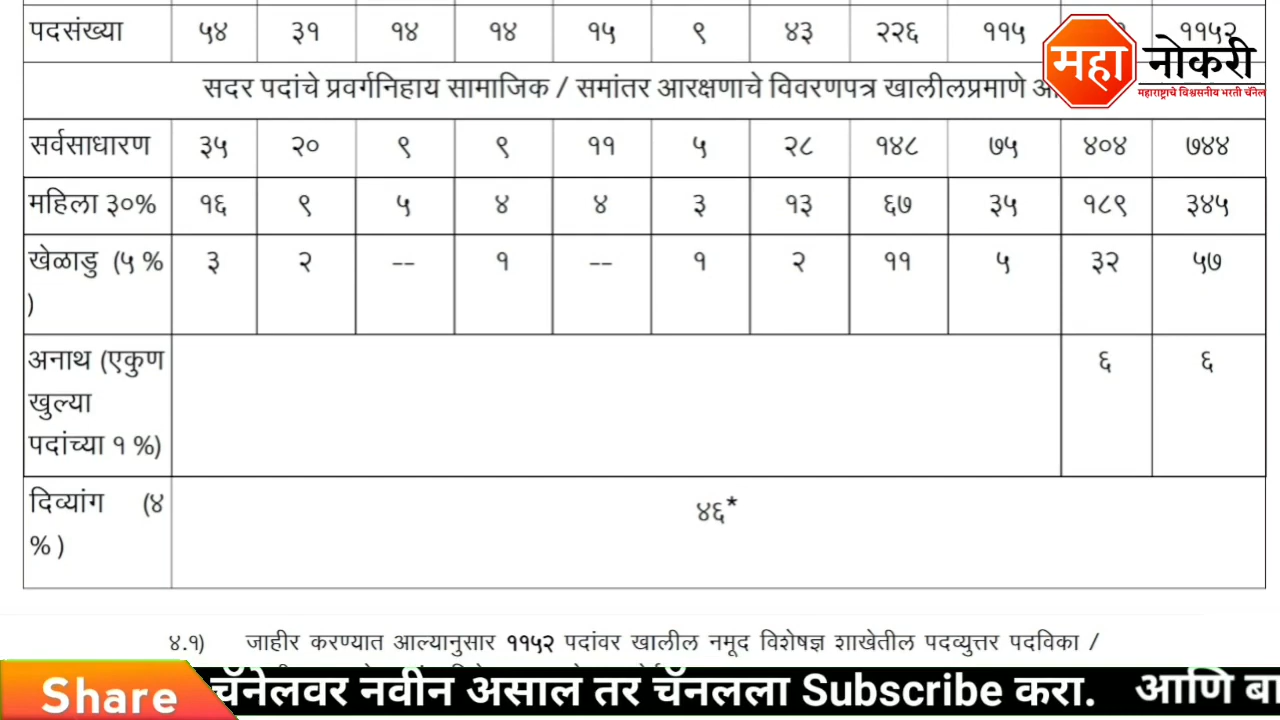 पदसंख्या ५४ ३१ १४ १४ १५ ९ ४३ २२६ ११५ ११५२
महा नोकरी
महाराष्ट्राचे विश्वसनीय भरती चॅनेल
सदर पदांचे प्रवर्गनिहाय सामाजिक / समांतर आरक्षणाचे विवरणपत्र खालीलप्रमाणे
सर्वसाधारण ३५ २० ९ ९ ११ ५ २८ १४८ ७५ ४०४ ७४४
महिला ३०% १६ ९ ५ ४ ४ ३ १३ ६७ ३५ १८९ ३४५
खेळाडु (५ % ३ २ -- १ -- १ २ ११ ५ ३२ ५७
)
अनाथ (एकुण ६ ६
खुल्या
पदांच्या १ %)
दिव्यांग (४ ४६*
% )
४.१) जाहीर करण्यात आल्यानुसार ११५२ पदांवर खालील नमूद विशेषज्ञ शाखेतील पदव्युत्तर पदविका /
Share चॅनेलवर नवीन असाल तर चॅनलला Subscribe करा. आणि